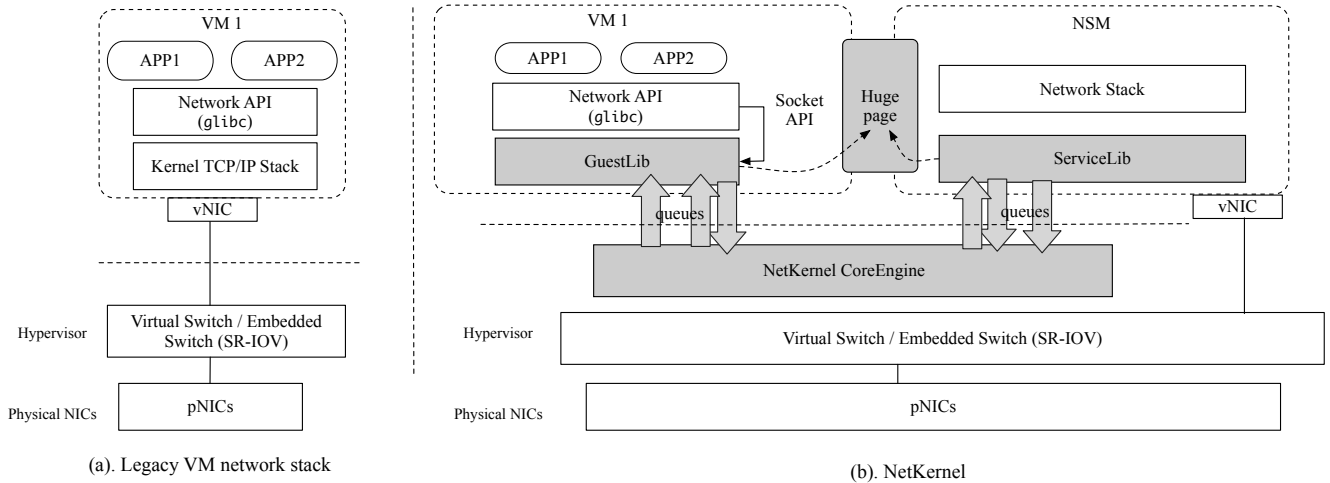 VM 1
APP1
APP2
Network API
(glibc)
Kernel TCP/IP Stack
vNIC
Hypervisor
Virtual Switch / Embedded
Switch (SR-IOV)
Physical NICs
pNICs
(a). Legacy VM network stack
VM 1
APP1
APP2
Network API
(glibc)
Socket
API
GuestLib
Huge
page
NSM
Network Stack
ServiceLib
queues
queues
vNIC
NetKernel CoreEngine
Hypervisor
Virtual Switch / Embedded Switch (SR-IOV)
Physical NICs
pNICs
(b). NetKernel